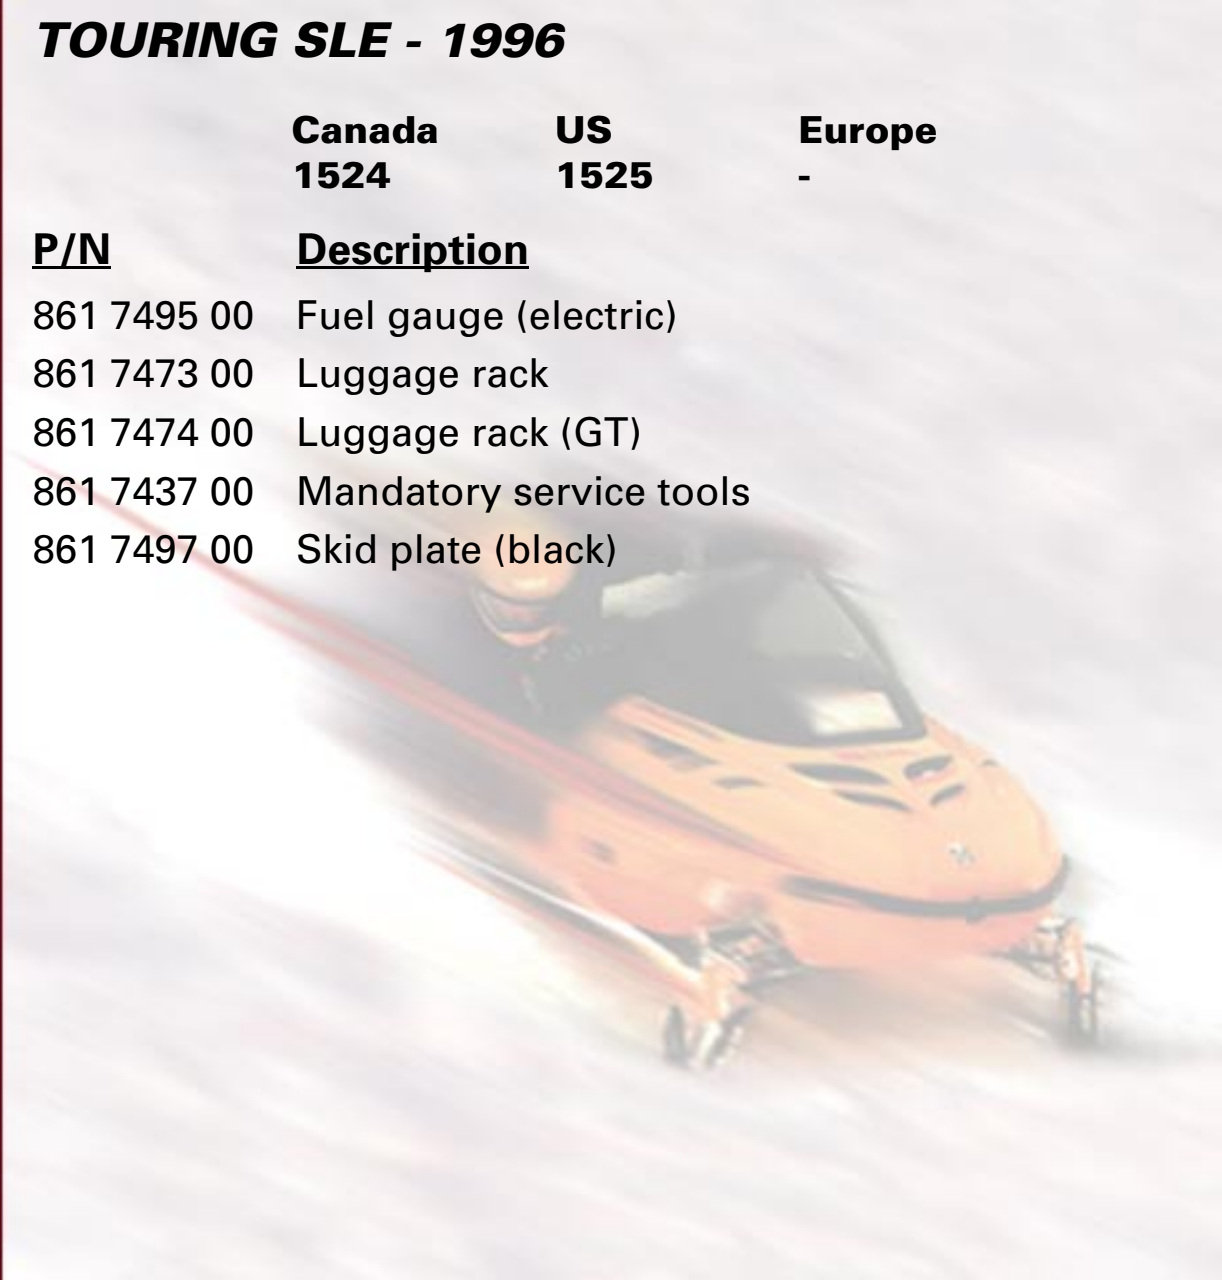 TOURING SLE - 1996
Canada US Europe
1524 1525 -
P/N Description
861 7495 00 Fuel gauge (electric)
861 7473 00 Luggage rack
861 7474 00 Luggage rack (GT)
861 7437 00 Mandatory service tools
861 7497 00 Skid plate (black)